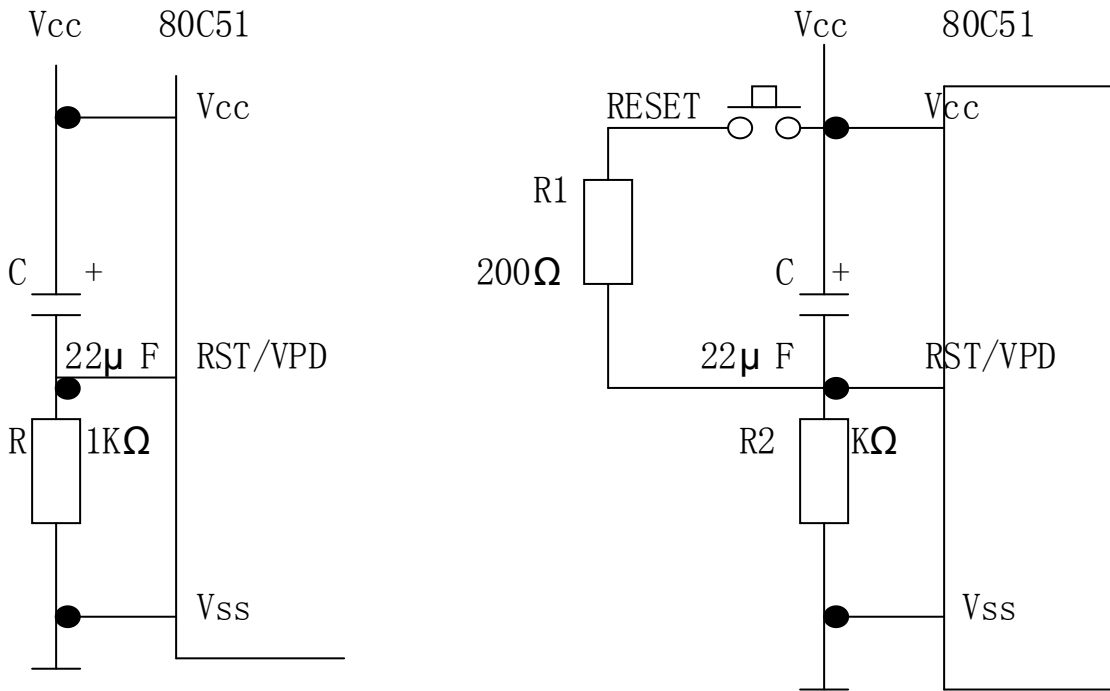 Vcc 80C51
Vcc
C +
22μ F
RST/VPD
R 1KΩ
Vss
Vcc 80C51
RESET
Vcc
R1
200Ω
C +
22μ F
RST/VPD
R2 KΩ
Vss